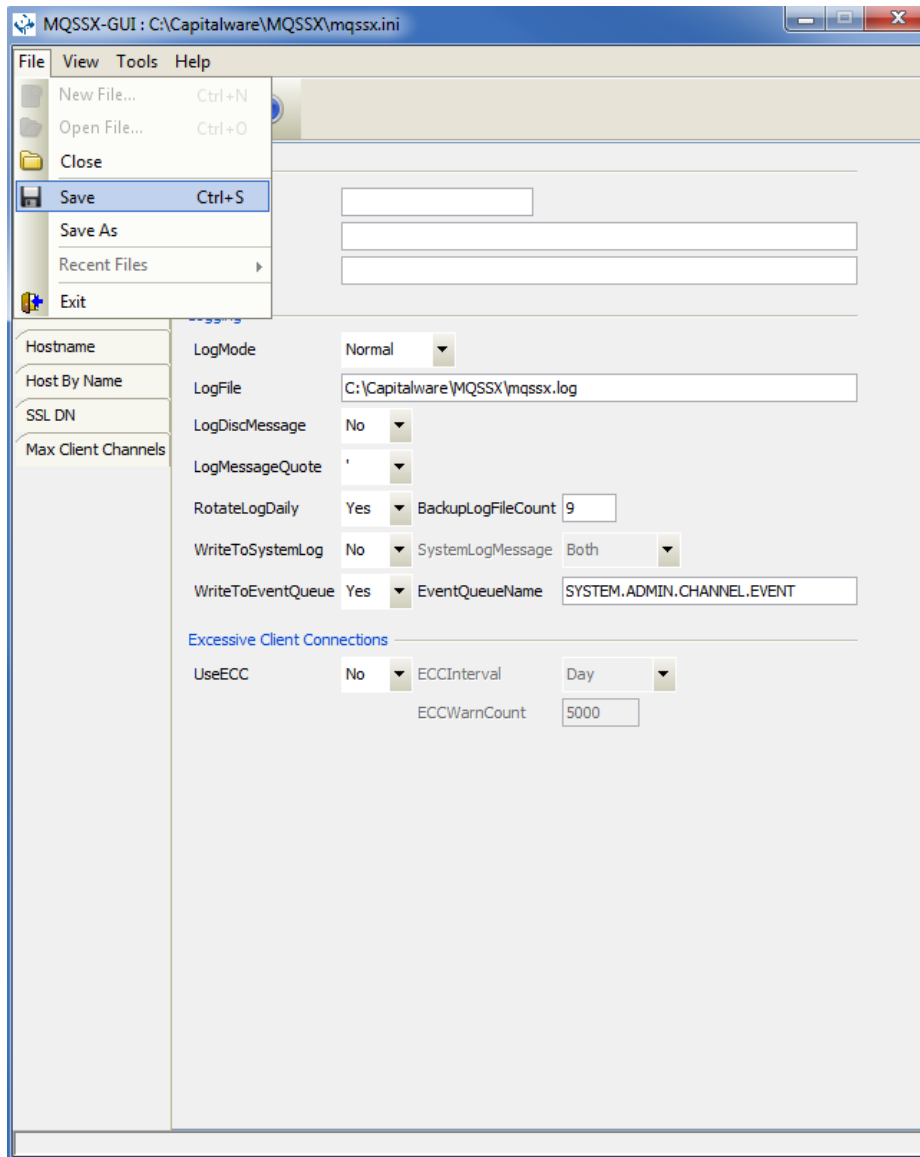 MQSSX-GUI : C:\Capitalware\MQSSX\mqssx.ini
File View Tools Help
New File... Ctrl+N
Open File... Ctrl+O
Close
Save Ctrl+S
Save As
Recent Files
Exit
Logging
Hostname
Host By Name
SSL DN
Max Client Channels
LogMode Normal
LogFile C:\Capitalware\MQSSX\mqssx.log
LogDiscMessage No
LogMessageQuote '
RotateLogDaily Yes BackupLogFileCount 9
WriteToSystemLog No SystemLogMessage Both
WriteToEventQueue Yes EventQueueName SYSTEM.ADMIN.CHANNEL.EVENT
Excessive Client Connections
UseECC No ECCInterval Day
ECCWarnCount 5000